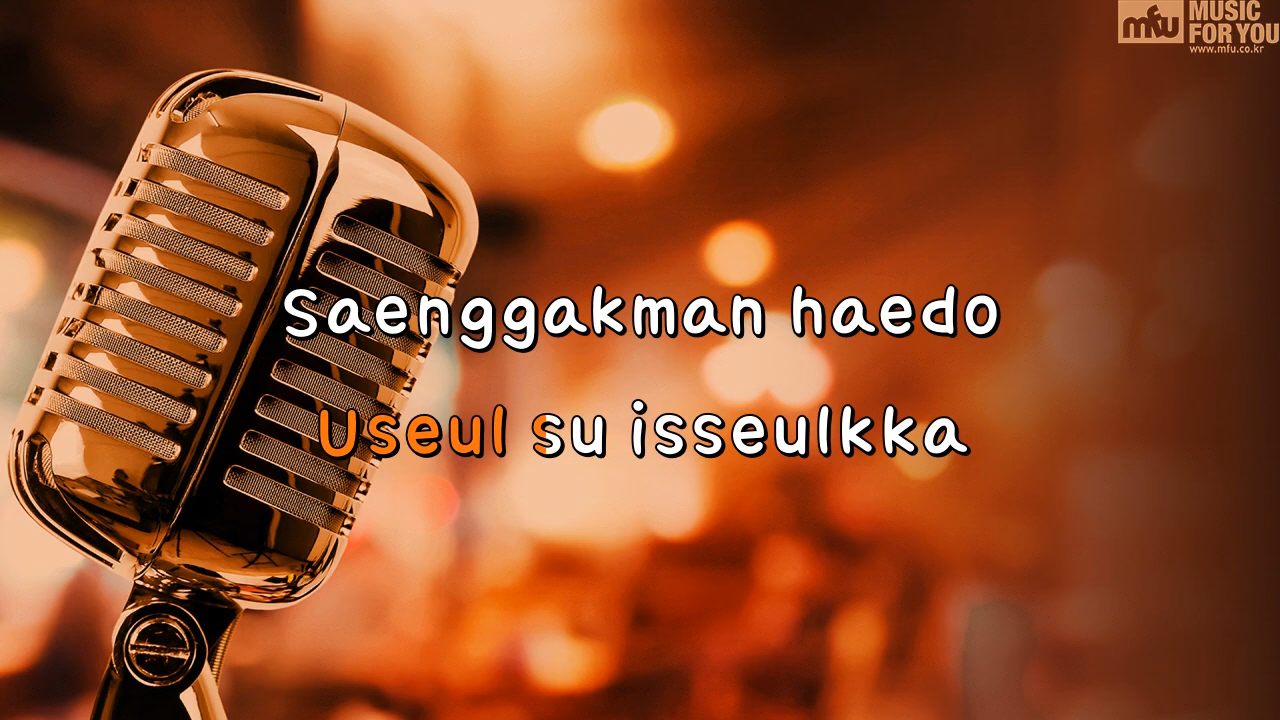 mfu MUSIC
FOR YOU
www.mfu.co.kr
Saenggakman haedo
Useul su isseulkka